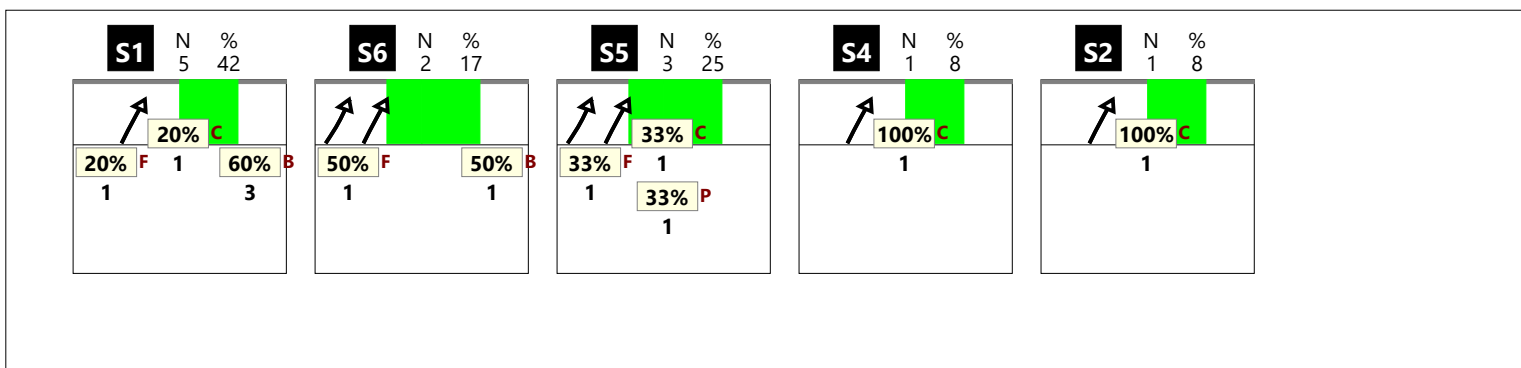 S1 N % S6 N % S5 N % S4 N % S2 N %
5 42 2 17 3 25 1 8 1 8
20% C 33% C 100% C 100% C
20% F 1 60% B 50% F 50% B 33% F 1 1 1
1 3 1 1 1
33% P
1